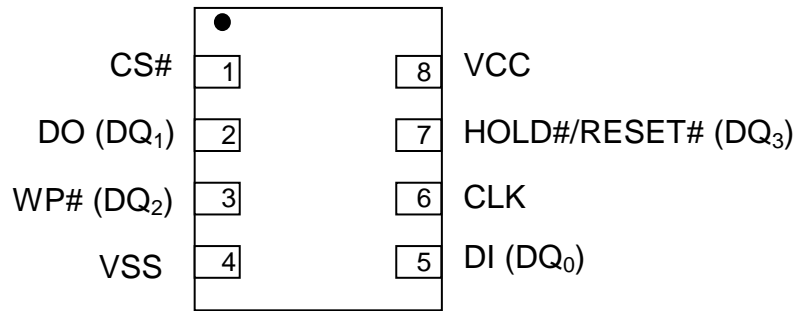 CS# 1 8 VCC
DO (DQ₁) 2 7 HOLD#/RESET# (DQ₃)
WP# (DQ₂) 3 6 CLK
VSS 4 5 DI (DQ₀)